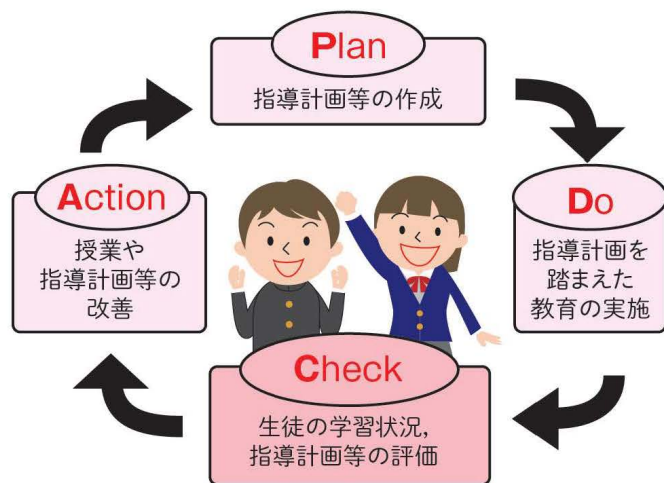 Plan
指導計画等の作成
Do
指導計画を
踏まえた
教育の実施
Check
生徒の学習状況,
指導計画等の評価
Action
授業や
指導計画等の
改善